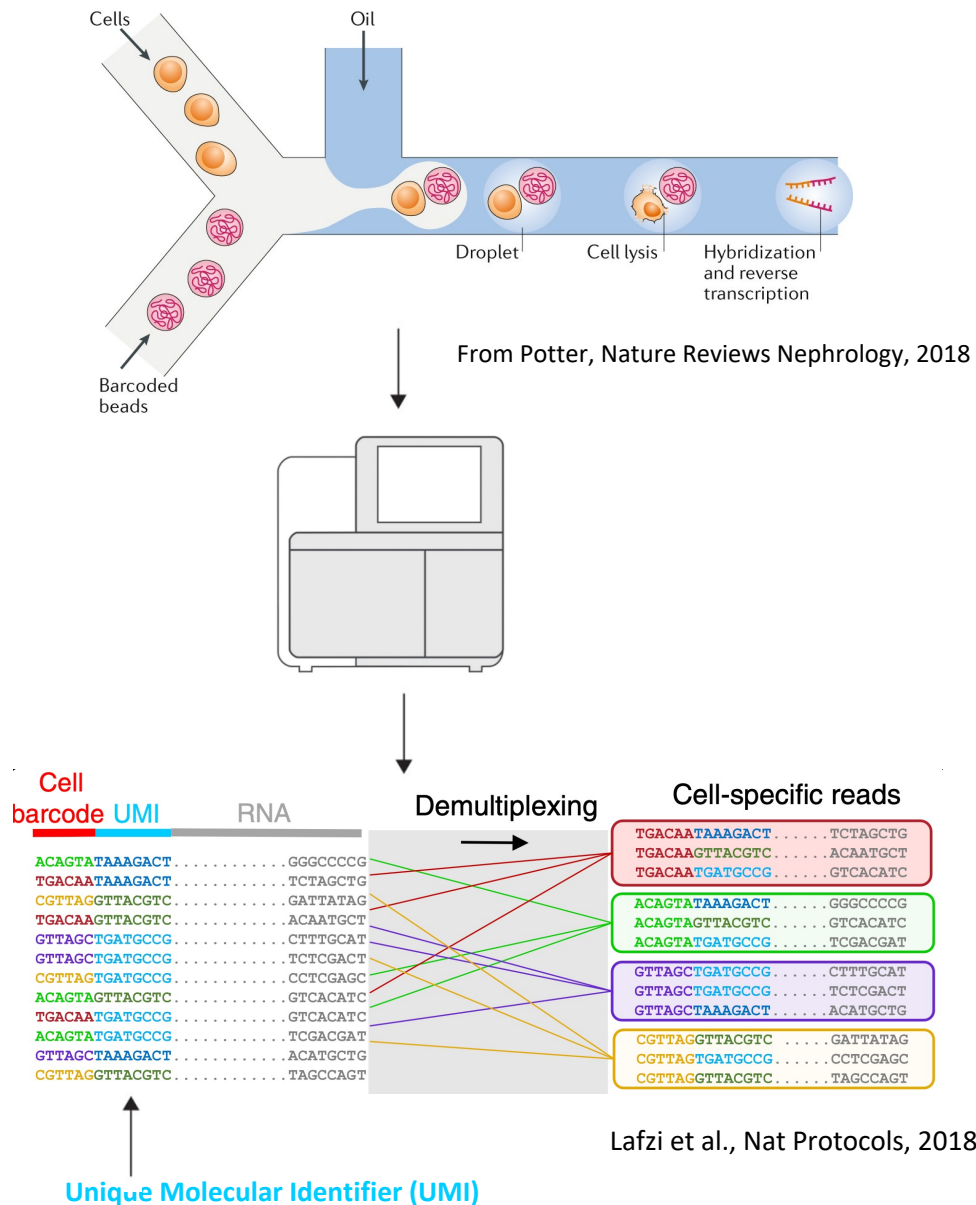 Cells
Oil
Droplet
Cell lysis
Hybridization
and reverse
transcription
Barcoded
beads
From Potter, Nature Reviews Nephrology, 2018
Cell
barcode UMI RNA
Demultiplexing
Cell-specific reads
ACAGTATAAAGACT............GGGCCCCG
TGACAATAAAGACT............TCTAGCTG
CGTTAGGTTACGTC............GATTATAG
TGACAAGTTACGTC............ACAATGCT
GTTAGCTGATGCCG............CTTTGCAT
GTTAGCTGATGCCG............TCTCGACT
CGTTAGTGATGCCG............CCTCGAGC
ACAGTAGTTACGTC............GTCACATC
TGACAATGATGCCG............GTCACATC
ACAGTATGATGCCG............TCGACGAT
GTTAGCTAAAGACT............ACATGCTG
CGTTAGGTTACGTC............TAGCCAGT
TGACAATAAAGACT......TCTAGCTG
TGACAAGTTACGTC......ACAATGCT
TGACAATGATGCCG......GTCACATC
ACAGTATAAAGACT......GGGCCCCG
ACAGTAGTTACGTC......GTCACATC
ACAGTATGATGCCG......TCGACGAT
GTTAGCTGATGCCG......CTTTGCAT
GTTAGCTGATGCCG......TCTCGACT
GTTAGCTAAAGACT......ACATGCTG
CGTTAGGTTACGTC......GATTATAG
CGTTAGTGATGCCG......CCTCGAGC
CGTTAGGTTACGTC......TAGCCAGT
Lafzi et al., Nat Protocols, 2018
Unique Molecular Identifier (UMI)